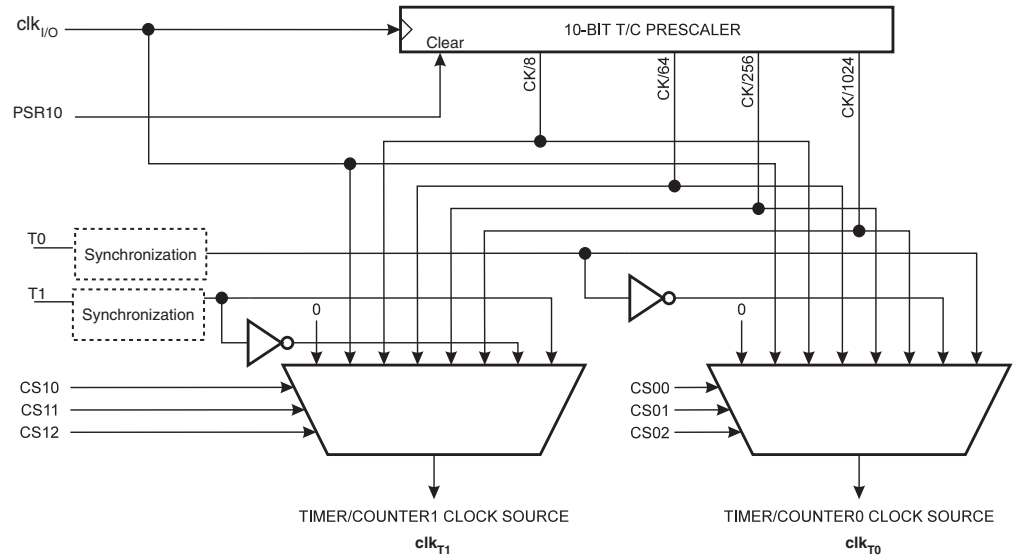 clkI/O
10-BIT T/C PRESCALER
Clear
CK/8
CK/64
CK/256
CK/1024
PSR10
T0
Synchronization
T1
Synchronization
0
0
CS10
CS11
CS12
CS00
CS01
CS02
TIMER/COUNTER1 CLOCK SOURCE
clkT1
TIMER/COUNTER0 CLOCK SOURCE
clkT0